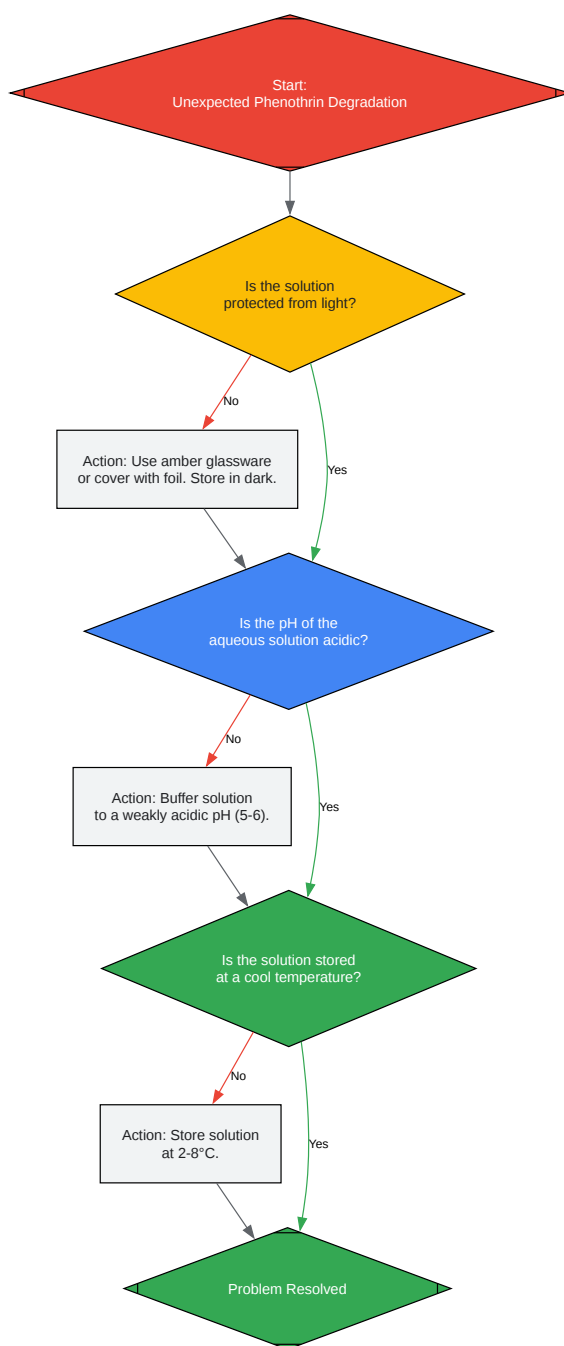 Start:
Unexpected Phenothrin Degradation
Is the solution
protected from light?
No
Yes
Action: Use amber glassware
or cover with foil. Store in dark.
Is the pH of the
aqueous solution acidic?
No
Yes
Action: Buffer solution
to a weakly acidic pH (5-6).
Is the solution stored
at a cool temperature?
No
Yes
Action: Store solution
at 2-8°C.
Problem Resolved